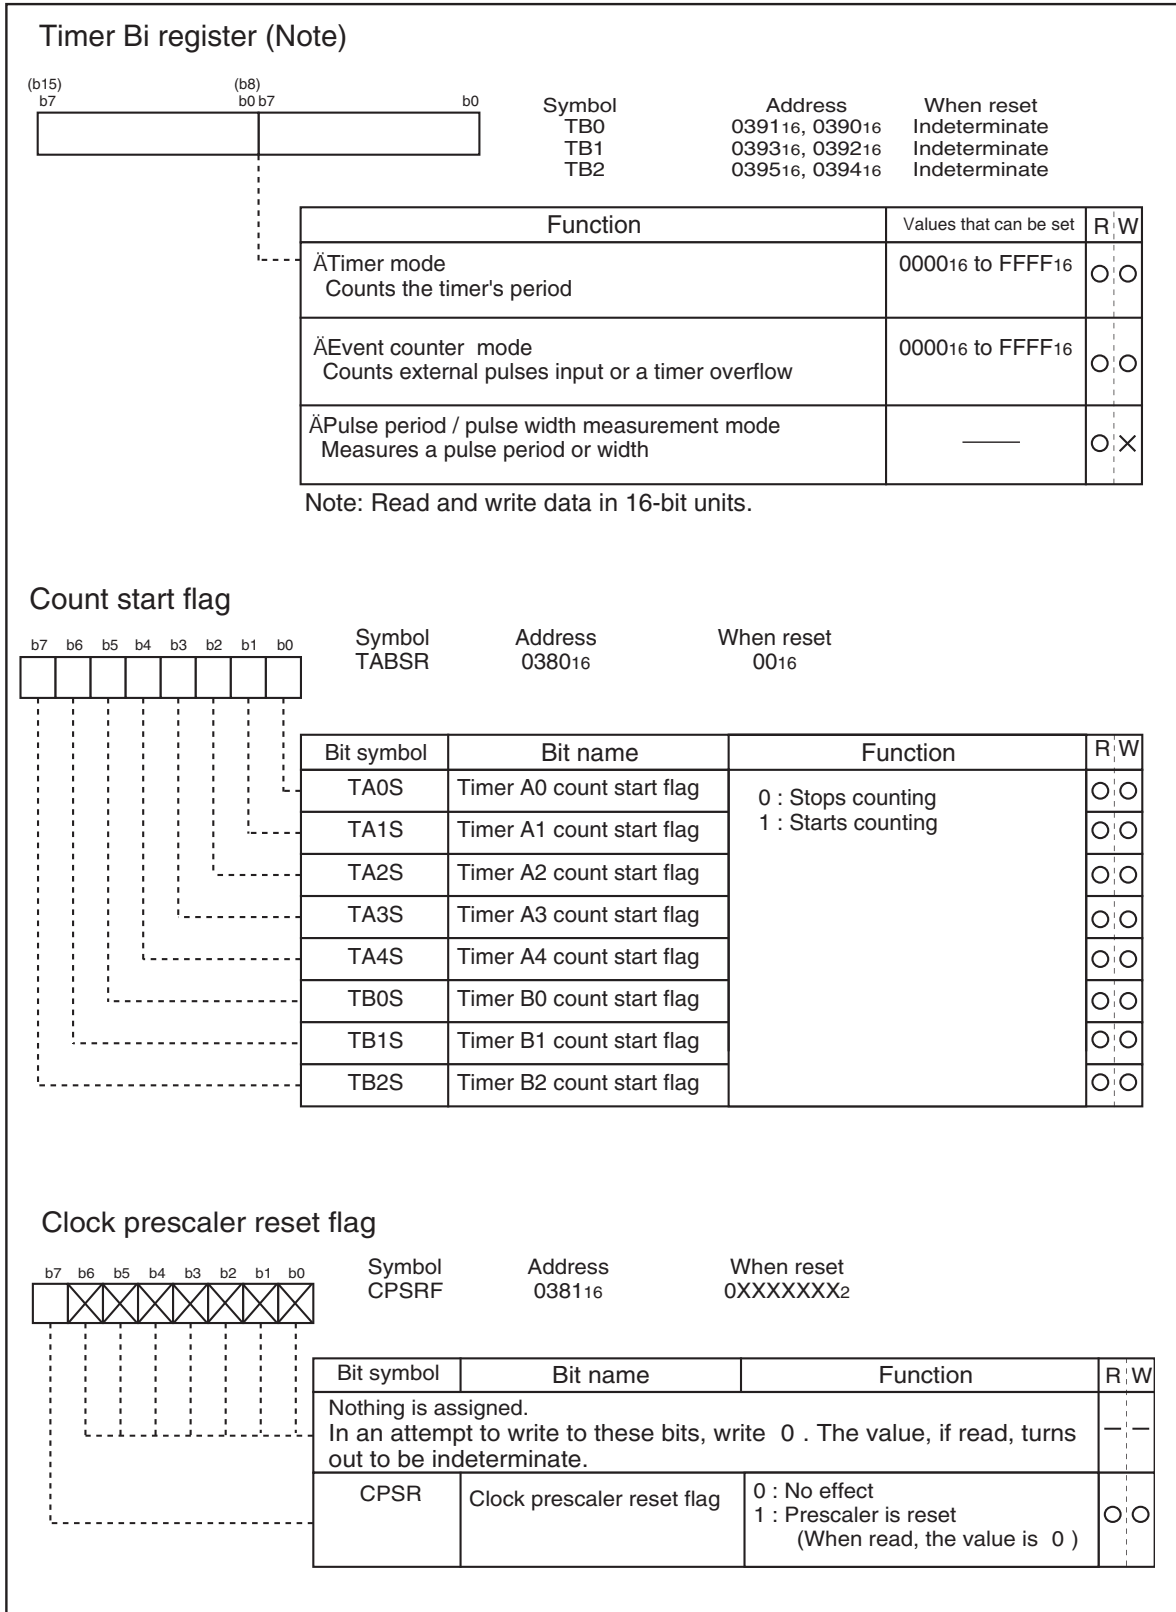 Timer Bi register (Note)
(b15) (b8)
b7 b0 b7 b0
Symbol Address When reset
TB0 039116, 039016 Indeterminate
TB1 039316, 039216 Indeterminate
TB2 039516, 039416 Indeterminate
Function Values that can be set R W
ÄTimer mode 000016 to FFFF16
Counts the timer's period
ÄEvent counter mode 000016 to FFFF16
Counts external pulses input or a timer overflow
ÄPulse period / pulse width measurement mode
Measures a pulse period or width
Note: Read and write data in 16-bit units.
Count start flag
b7 b6 b5 b4 b3 b2 b1 b0
Symbol Address When reset
TABSR 038016 0016
Bit symbol Bit name Function R W
TA0S Timer A0 count start flag 0 : Stops counting
TA1S Timer A1 count start flag 1 : Starts counting
TA2S Timer A2 count start flag
TA3S Timer A3 count start flag
TA4S Timer A4 count start flag
TB0S Timer B0 count start flag
TB1S Timer B1 count start flag
TB2S Timer B2 count start flag
Clock prescaler reset flag
b7 b6 b5 b4 b3 b2 b1 b0
Symbol Address When reset
CPSRF 038116 0XXXXXXX2
Bit symbol Bit name Function R W
Nothing is assigned.
In an attempt to write to these bits, write 0 . The value, if read, turns — —
out to be indeterminate.
CPSR Clock prescaler reset flag 0 : No effect
1 : Prescaler is reset
(When read, the value is 0 )